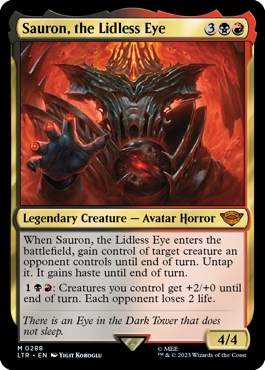 Sauron, the Lidless Eye 3
Legendary Creature — Avatar Horror
When Sauron, the Lidless Eye enters the
battlefield, gain control of target creature an
opponent controls until end of turn. Untap
it. It gains haste until end of turn.
1 : Creatures you control get +2/+0 until
end of turn. Each opponent loses 2 life.
There is an Eye in the Dark Tower that does
not sleep.
4/4
M 0288
LTR • EN YIGIT KOROGLU
© MEE
™ & © 2023 Wizards of the Coast